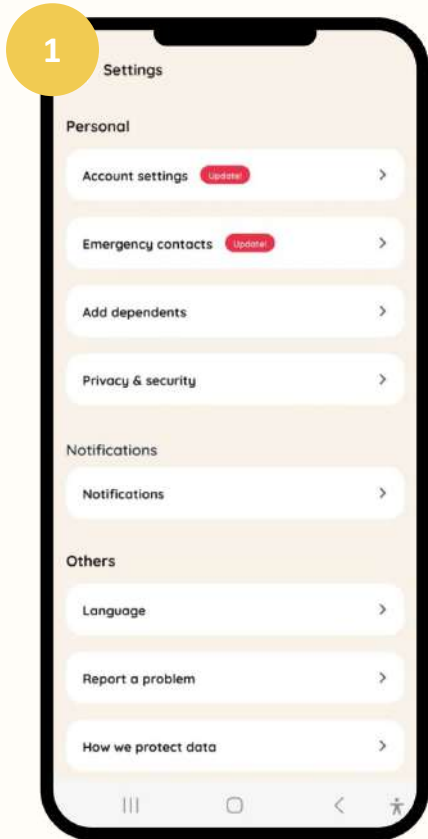 1
Settings
Personal
Account settings Update!
Emergency contacts Update!
Add dependents
Privacy & security
Notifications
Notifications
Others
Language
Report a problem
How we protect data